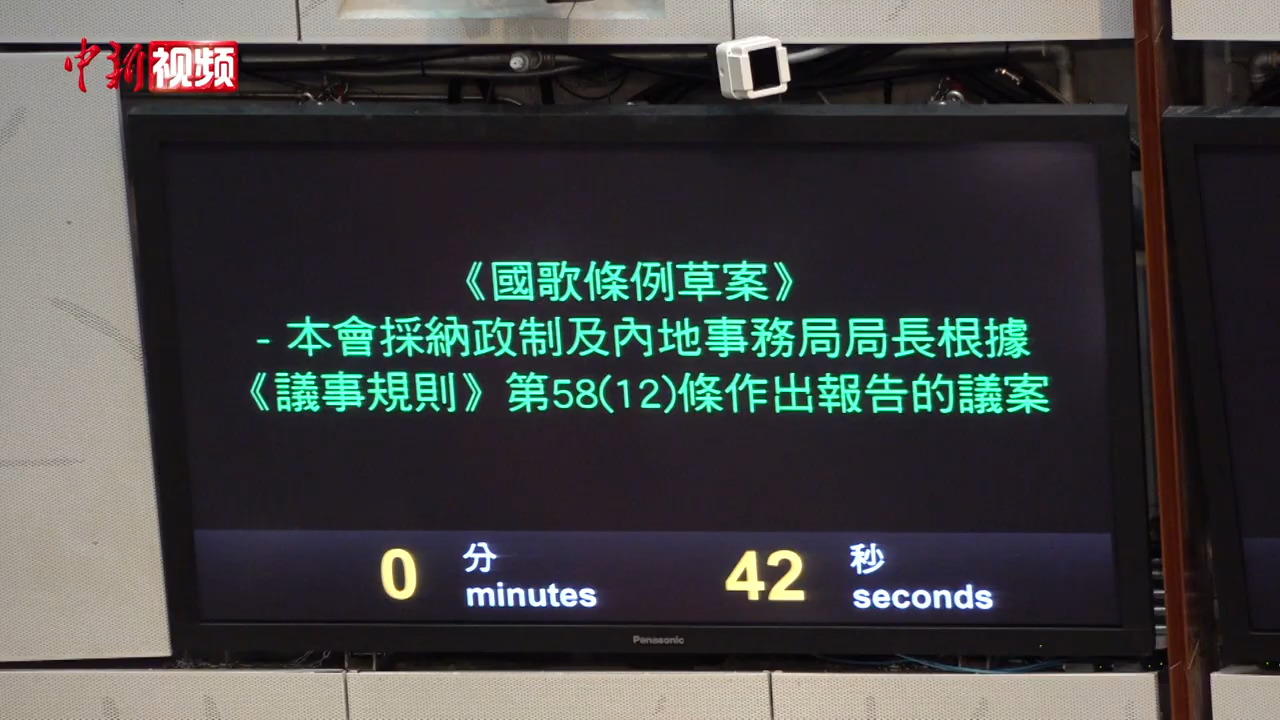 中新视频
《國歌條例草案》
- 本會採納政制及內地事務局局長根據
《議事規則》第58(12)條作出報告的議案
0 分 42 秒
minutes seconds
Panasonic